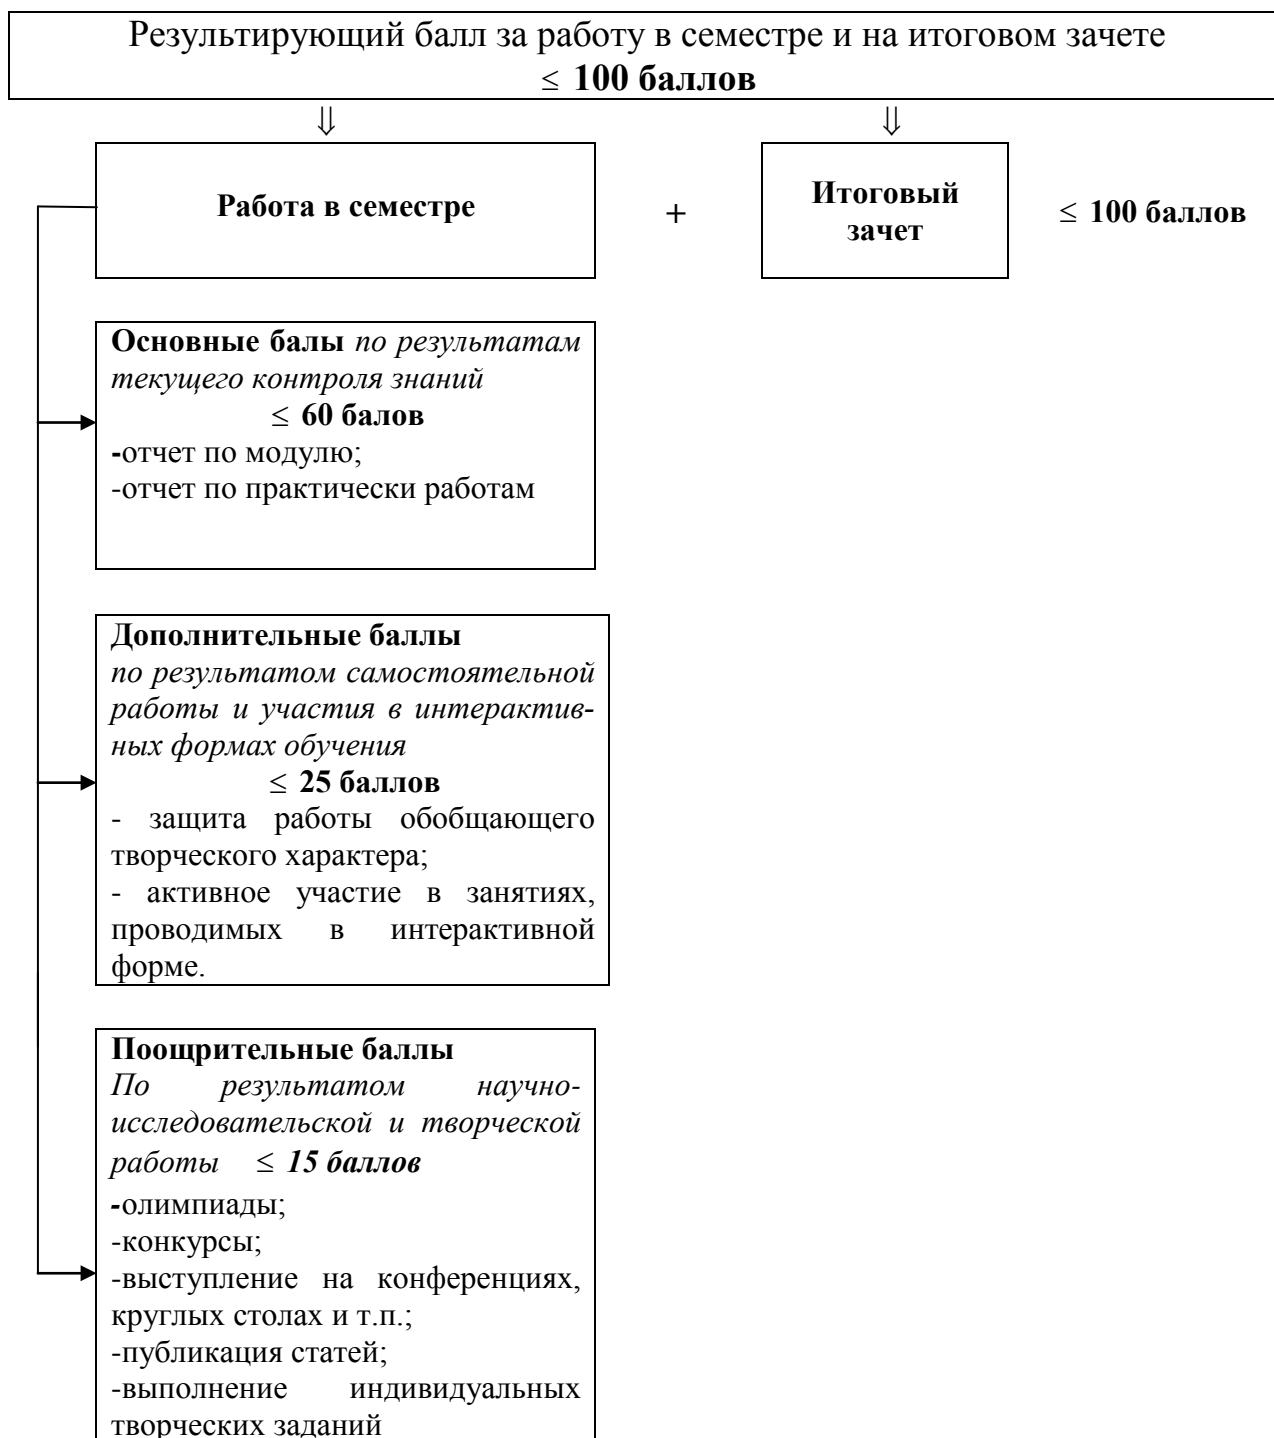 Результирующий балл за работу в семестре и на итоговом зачете
≤ 100 баллов
⇓ ⇓
Работа в семестре
+
Итоговый
зачет
≤ 100 баллов
Основные балы по результатам
текущего контроля знаний
≤ 60 балов
-отчет по модулю;
-отчет по практически работам
Дополнительные баллы
по результатом самостоятельной
работы и участия в интерактив-
ных формах обучения
≤ 25 баллов
- защита работы обобщающего
творческого характера;
- активное участие в занятиях,
проводимых в интерактивной
форме.
Поощрительные баллы
По результатом научно-
исследовательской и творческой
работы ≤ 15 баллов
-олимпиады;
-конкурсы;
-выступление на конференциях,
круглых столах и т.п.;
-публикация статей;
-выполнение индивидуальных
творческих заданий